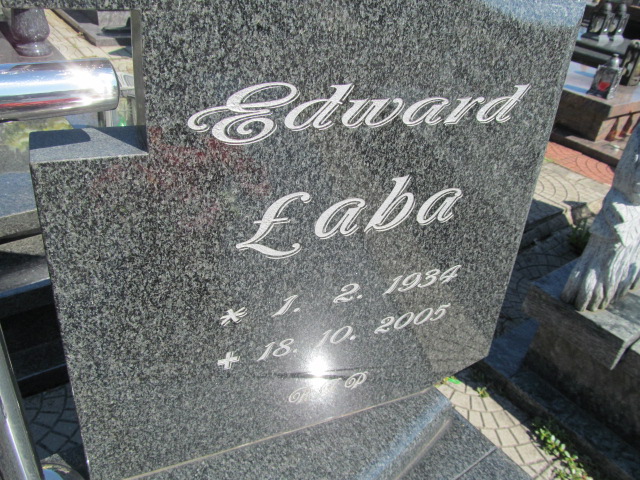 Edward
Łaba
* 1. 2. 1934
+ 18. 10. 2005